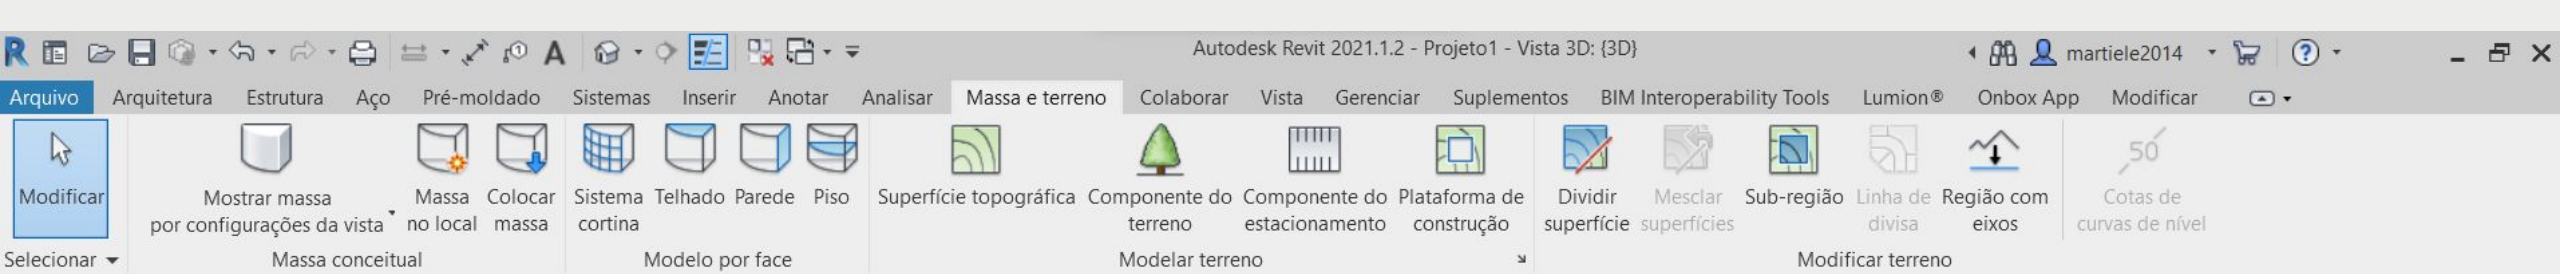 Autodesk Revit 2021.1.2 - Projeto1 - Vista 3D: {3D}
martiele2014
Arquivo Arquitetura Estrutura Aço Pré-moldado Sistemas Inserir Anotar Analisar Massa e terreno Colaborar Vista Gerenciar Suplementos BIM Interoperability Tools Lumion® Onbox App Modificar
Modificar
Mostrar massa
por configurações da vista
Massa
no local
Colocar
massa
Sistema
cortina
Telhado
Parede
Piso
Superfície topográfica
Componente do
terreno
Componente do
estacionamento
Plataforma de
construção
Dividir
superfície
Mesclar
superfícies
Sub-região
Linha de
divisa
Região com
eixos
50
Cotas de
curvas de nível
Selecionar
Massa conceitual
Modelo por face
Modelar terreno
Modificar terreno